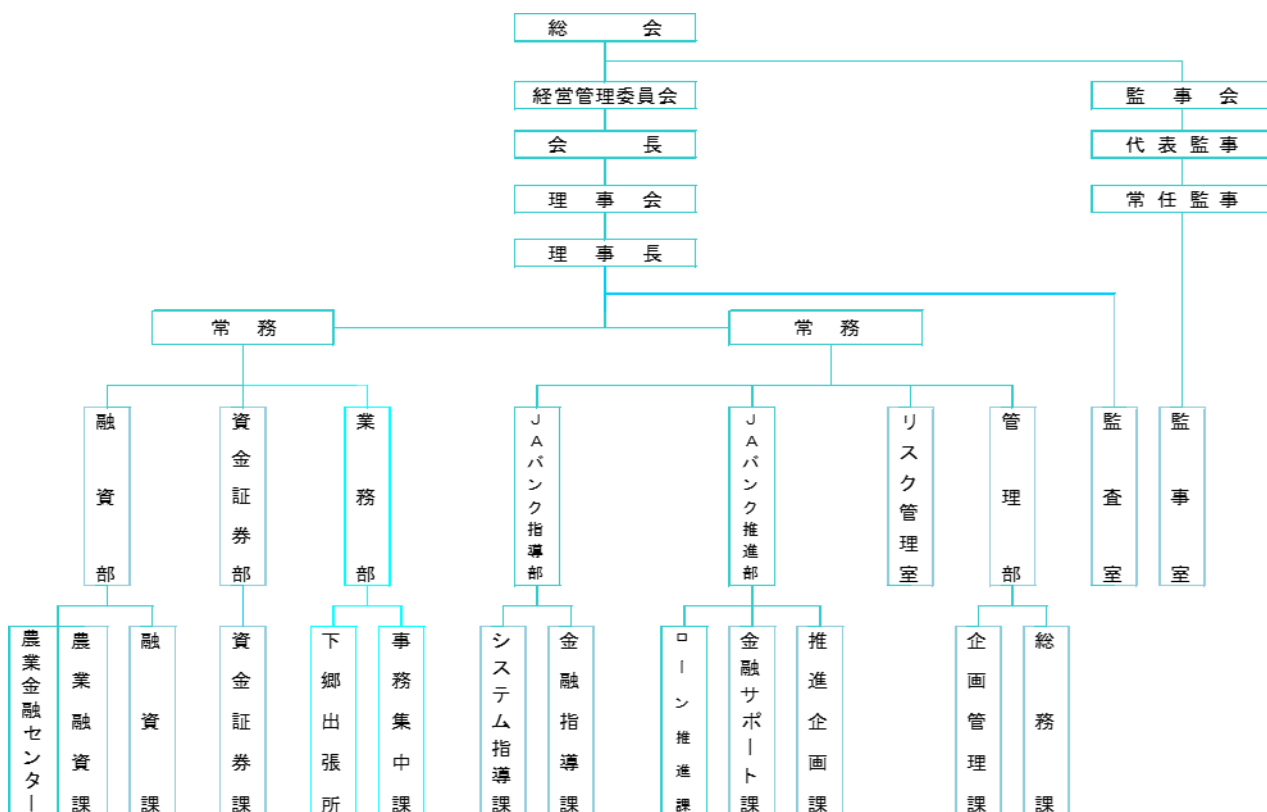 総会
経営管理委員会
監事会
会長
代表監事
理事会
常任監事
理事長
常務
常務
融資部
資金証券部
業務部
JAバンク指導部
JAバンク推進部
リスク管理室
管理部
監査室
監事室
農業金融センター
農業融資課
融資課
資金証券課
下郷出張所
事務集中課
システム指導課
金融指導課
ローン推進課
金融サポート課
推進企画課
企画管理課
総務課